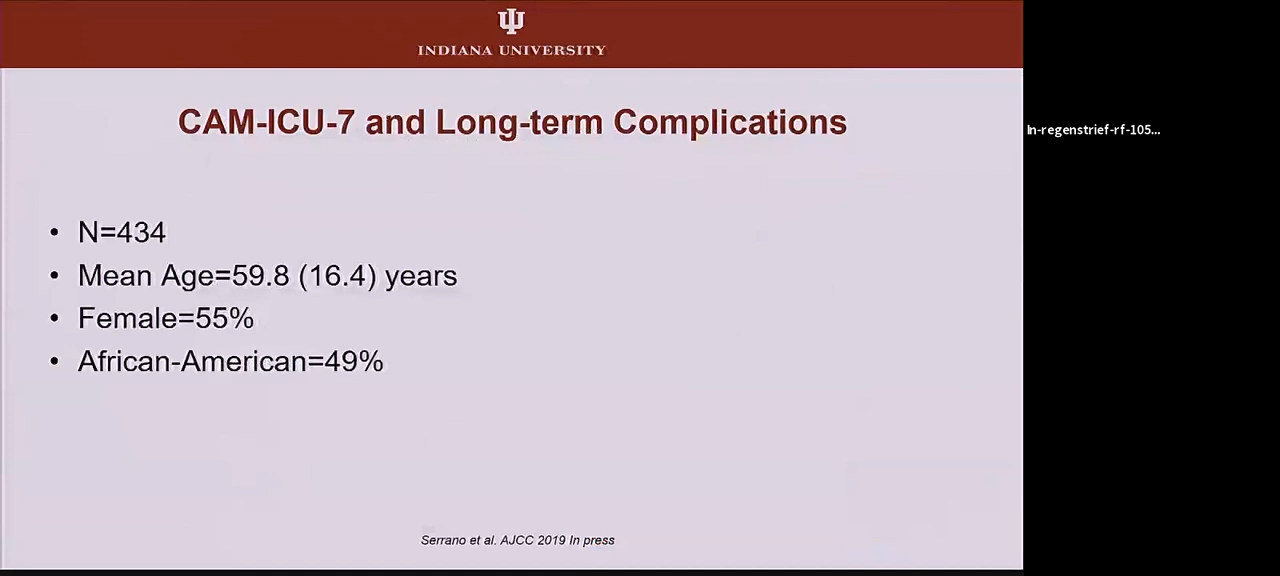 INDIANA UNIVERSITY
CAM-ICU-7 and Long-term Complications
• N=434
• Mean Age=59.8 (16.4) years
• Female=55%
• African-American=49%
Serrano et al. AJCC 2019 In press
In-regenstrief-rf-105...